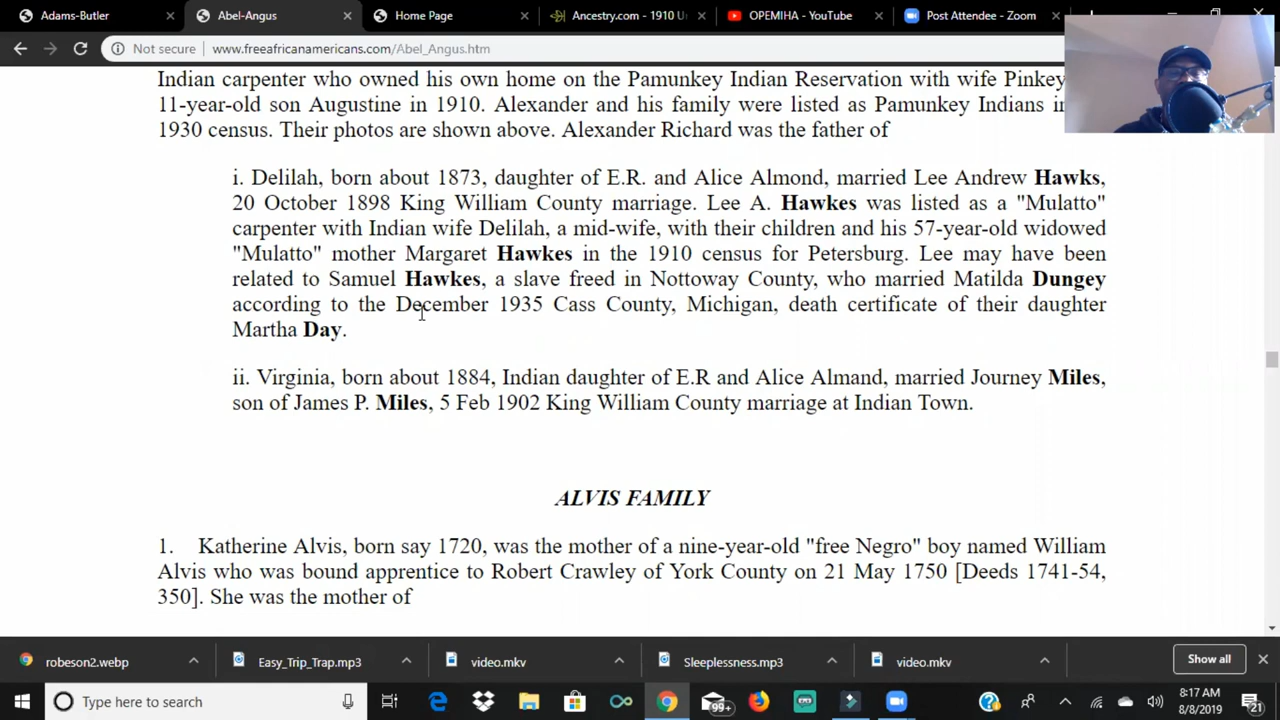 Adams-Butler
Abel-Angus
Home Page
Ancestry.com - 1910 U
OPEMIHA - YouTube
Post Attendee - Zoom
Not secure
www.freeafricanamericans.com/Abel_Angus.htm
Indian carpenter who owned his own home on the Pamunkey Indian Reservation with wife Pinkey
11-year-old son Augustine in 1910. Alexander and his family were listed as Pamunkey Indians in
1930 census. Their photos are shown above. Alexander Richard was the father of
i. Delilah, born about 1873, daughter of E.R. and Alice Almond, married Lee Andrew Hawks,
20 October 1898 King William County marriage. Lee A. Hawkes was listed as a "Mulatto"
carpenter with Indian wife Delilah, a mid-wife, with their children and his 57-year-old widowed
"Mulatto" mother Margaret Hawkes in the 1910 census for Petersburg. Lee may have been
related to Samuel Hawkes, a slave freed in Nottoway County, who married Matilda Dungey
according to the December 1935 Cass County, Michigan, death certificate of their daughter
Martha Day.
ii. Virginia, born about 1884, Indian daughter of E.R and Alice Almand, married Journey Miles,
son of James P. Miles, 5 Feb 1902 King William County marriage at Indian Town.
ALVIS FAMILY
1. Katherine Alvis, born say 1720, was the mother of a nine-year-old "free Negro" boy named William
Alvis who was bound apprentice to Robert Crawley of York County on 21 May 1750 [Deeds 1741-54,
350]. She was the mother of
robeson2.webp
Easy_Trip_Trap.mp3
video.mkv
Sleeplessness.mp3
video.mkv
Show all
Type here to search
99+
8:17 AM
8/8/2019
21